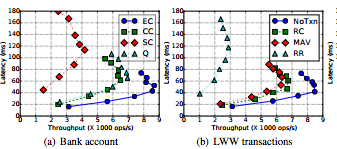 180
160
140
120
100
80
60
40
20
0
Latency (ms)
0 1 2 3 4 5 6 7 8 9
Throughput (X 1000 ops/s)
EC
CC
SC
Q
(a) Bank account
180
160
140
120
100
80
60
40
20
0
Latency (ms)
0 1 2 3 4 5 6 7 8 9
Throughput (X 1000 ops/s)
NoTxn
RC
MAV
RR
(b) LWW transactions